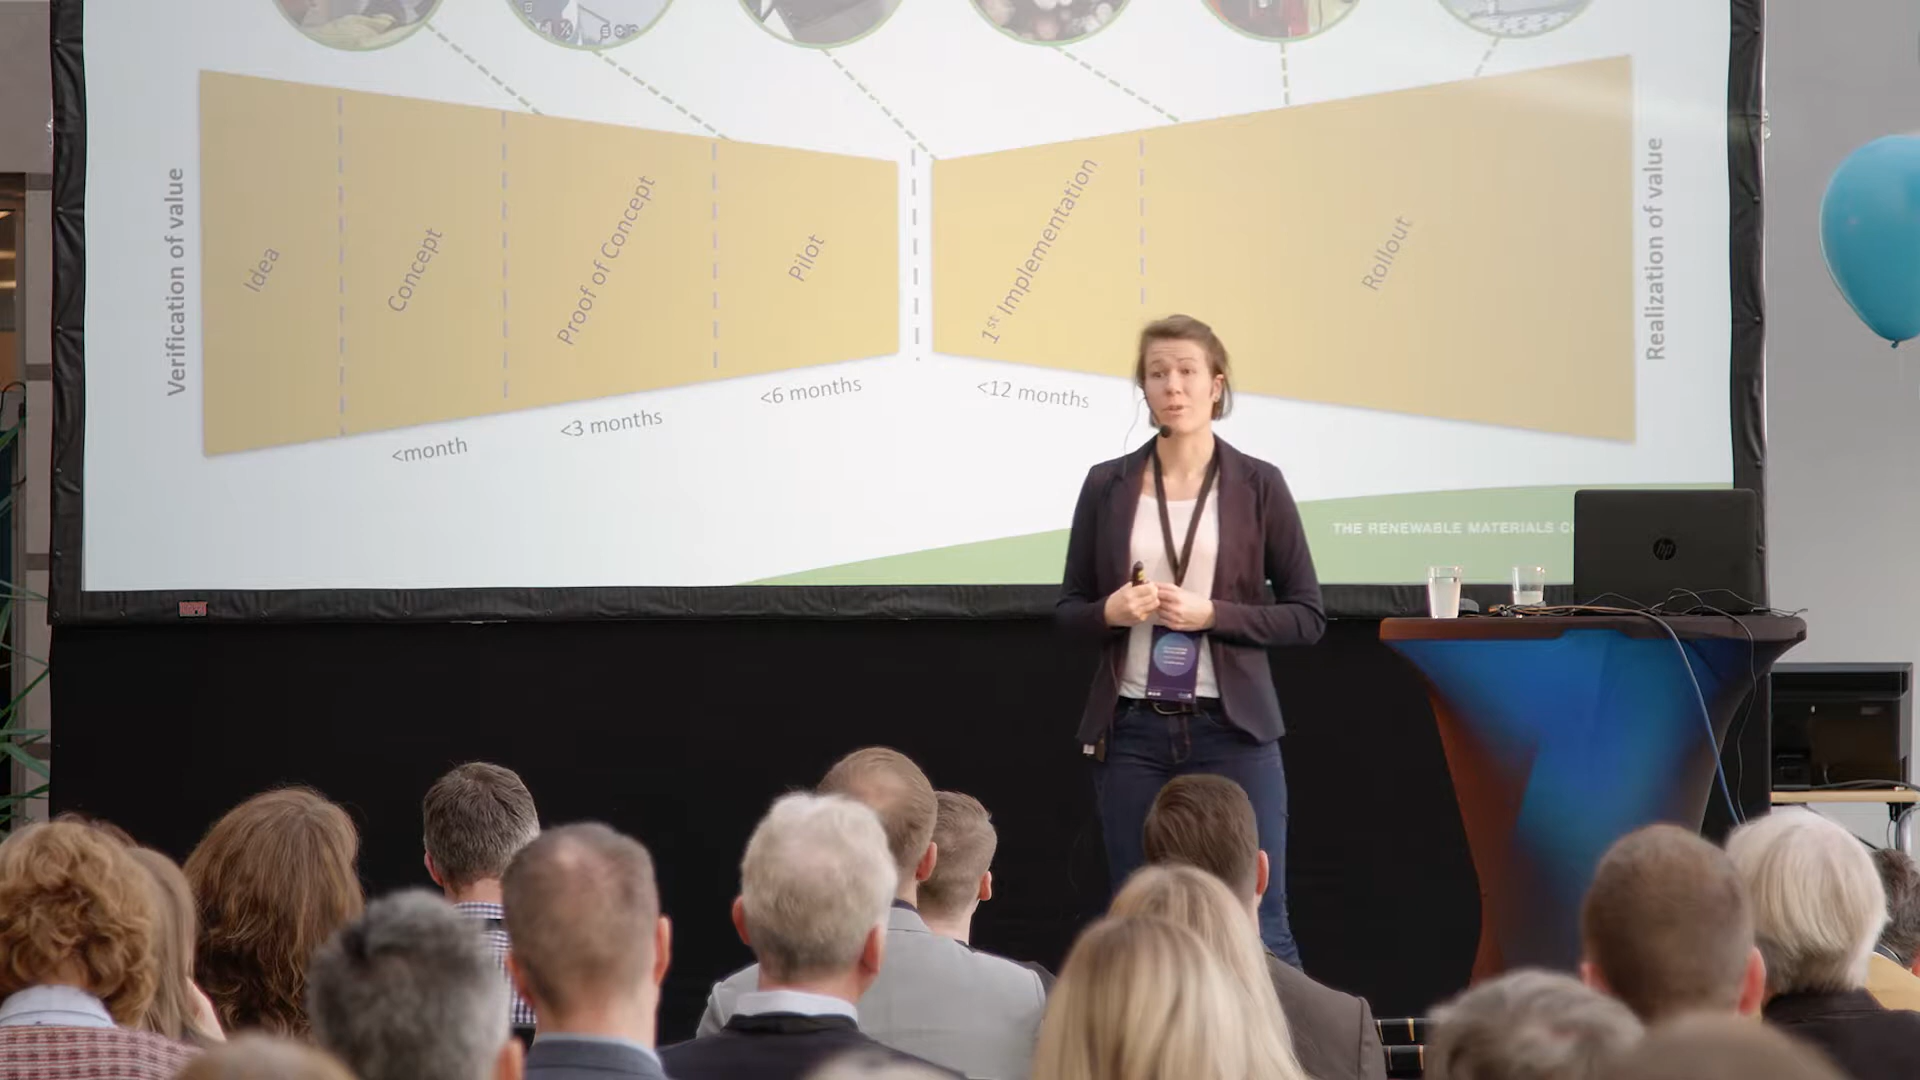 Verification of value
Idea
Concept
Proof of Concept
Pilot
1st Implementation
Rollout
Realization of value
<month
<3 months
<6 months
<12 months
THE RENEWABLE MATERIALS
hp